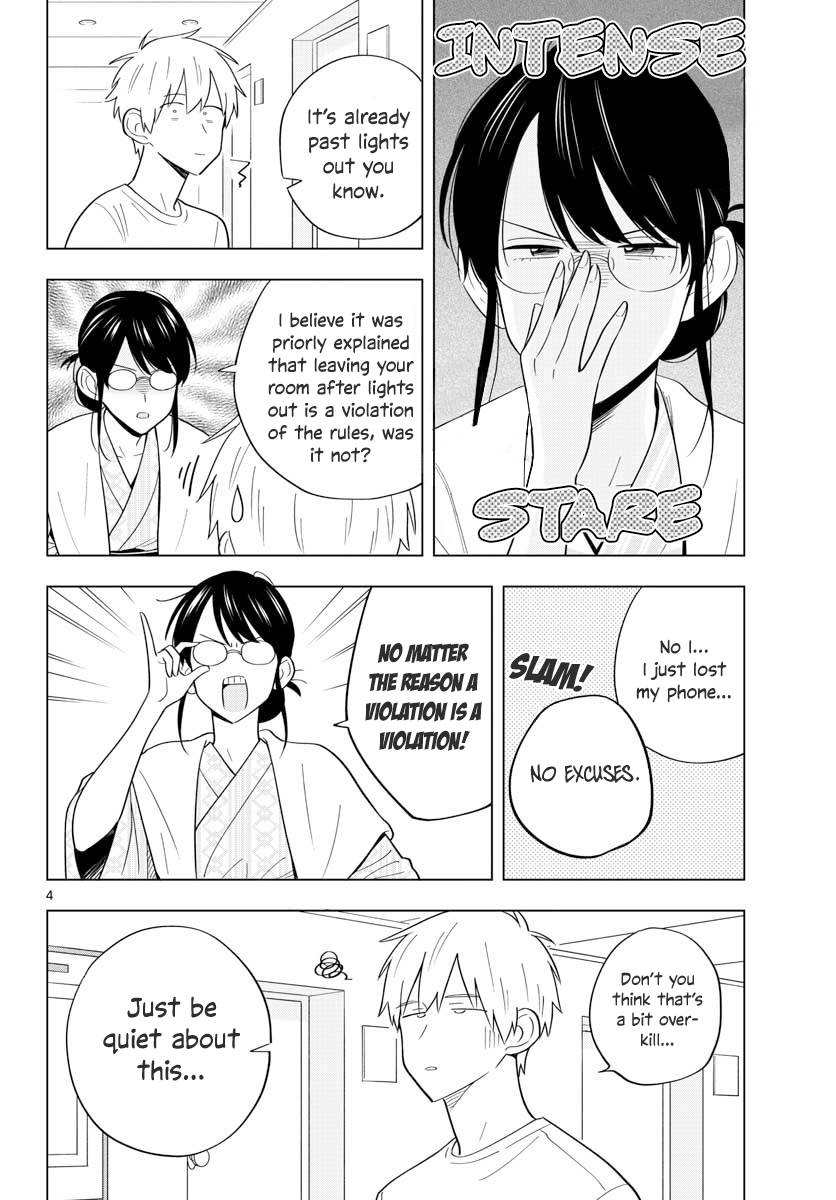 INTENSE
STARE
It's already
past lights
out you
know.
I believe it was
priorly explained
that leaving your
room after lights
out is a violation
of the rules, was
it not?
No I...
I just lost
my phone...
SLAM!
NO EXCUSES.
NO MATTER
THE REASON A
VIOLATION IS A
VIOLATION!
4
Don't you
think that's
a bit over-
kill...
Just be
quiet about
this...